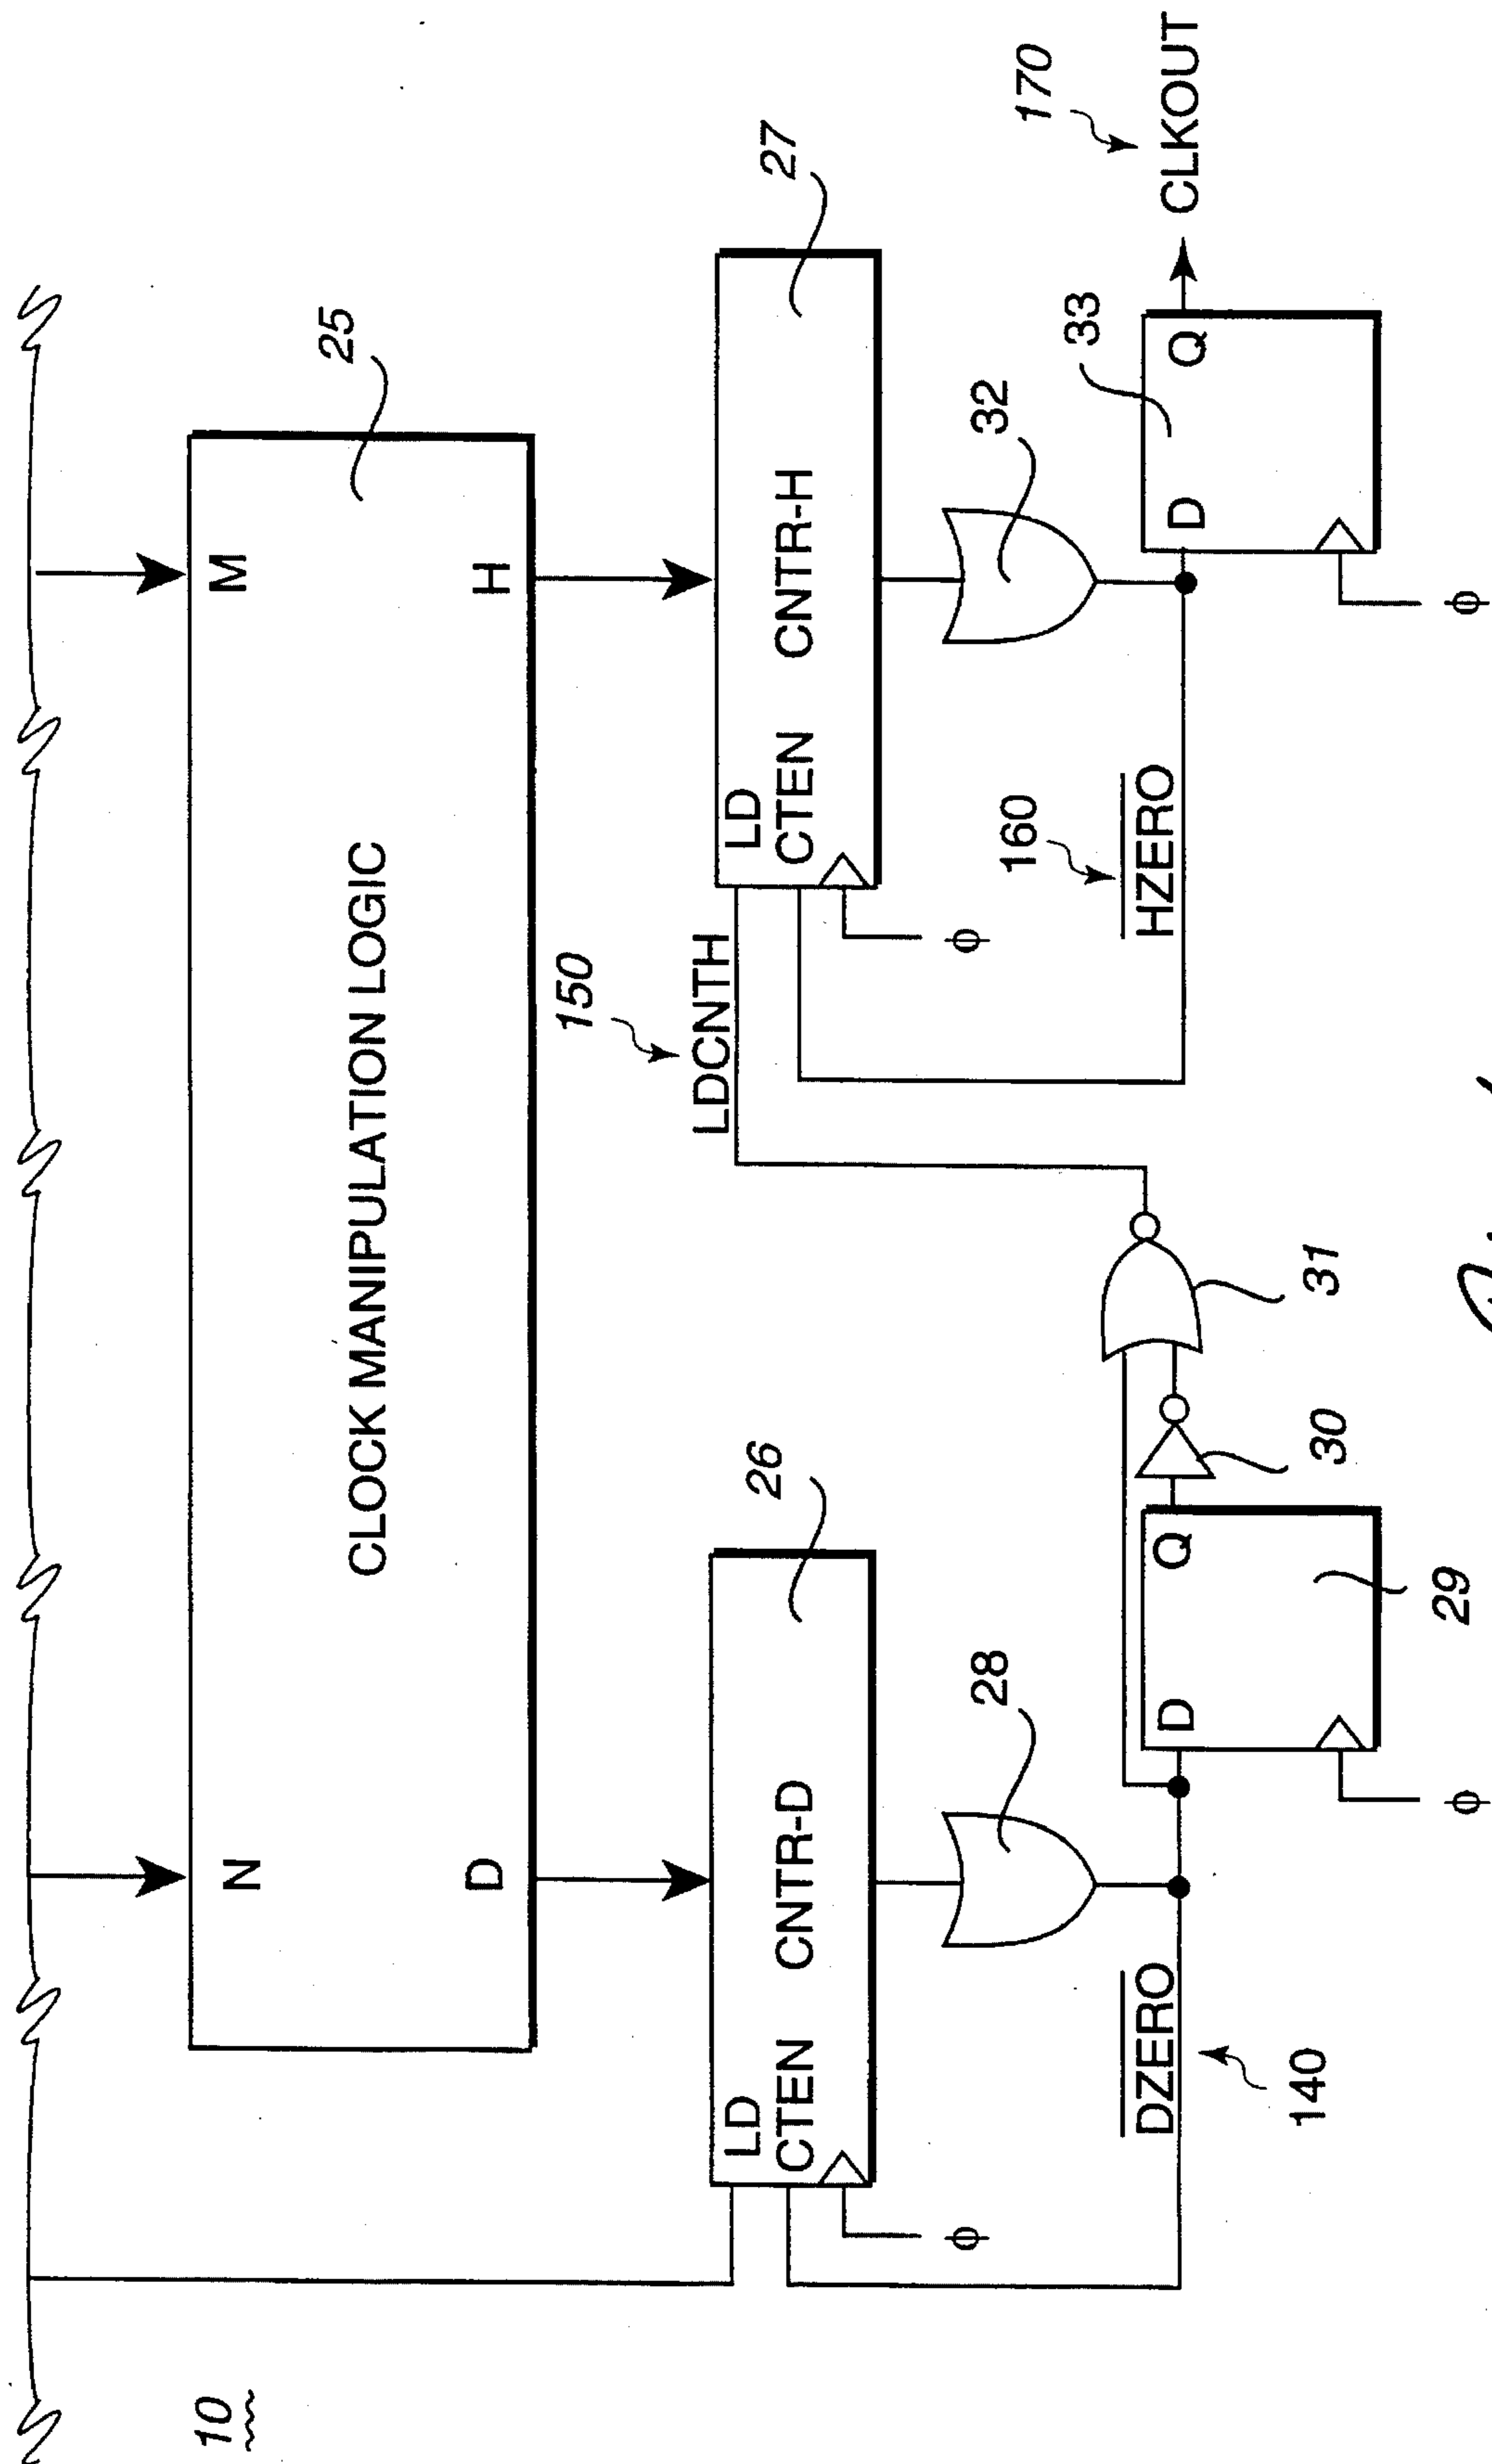 10
N
M
CLOCK MANIPULATION LOGIC
25
D
H
LD
CTEN CNTR-D
26
φ
28
DZERO
140
D
Q
29
φ
30
31
150
LDCNTH
LD
CTEN CNTR-H
27
φ
32
160
HZERO
D
Q
33
φ
170
CLKOUT